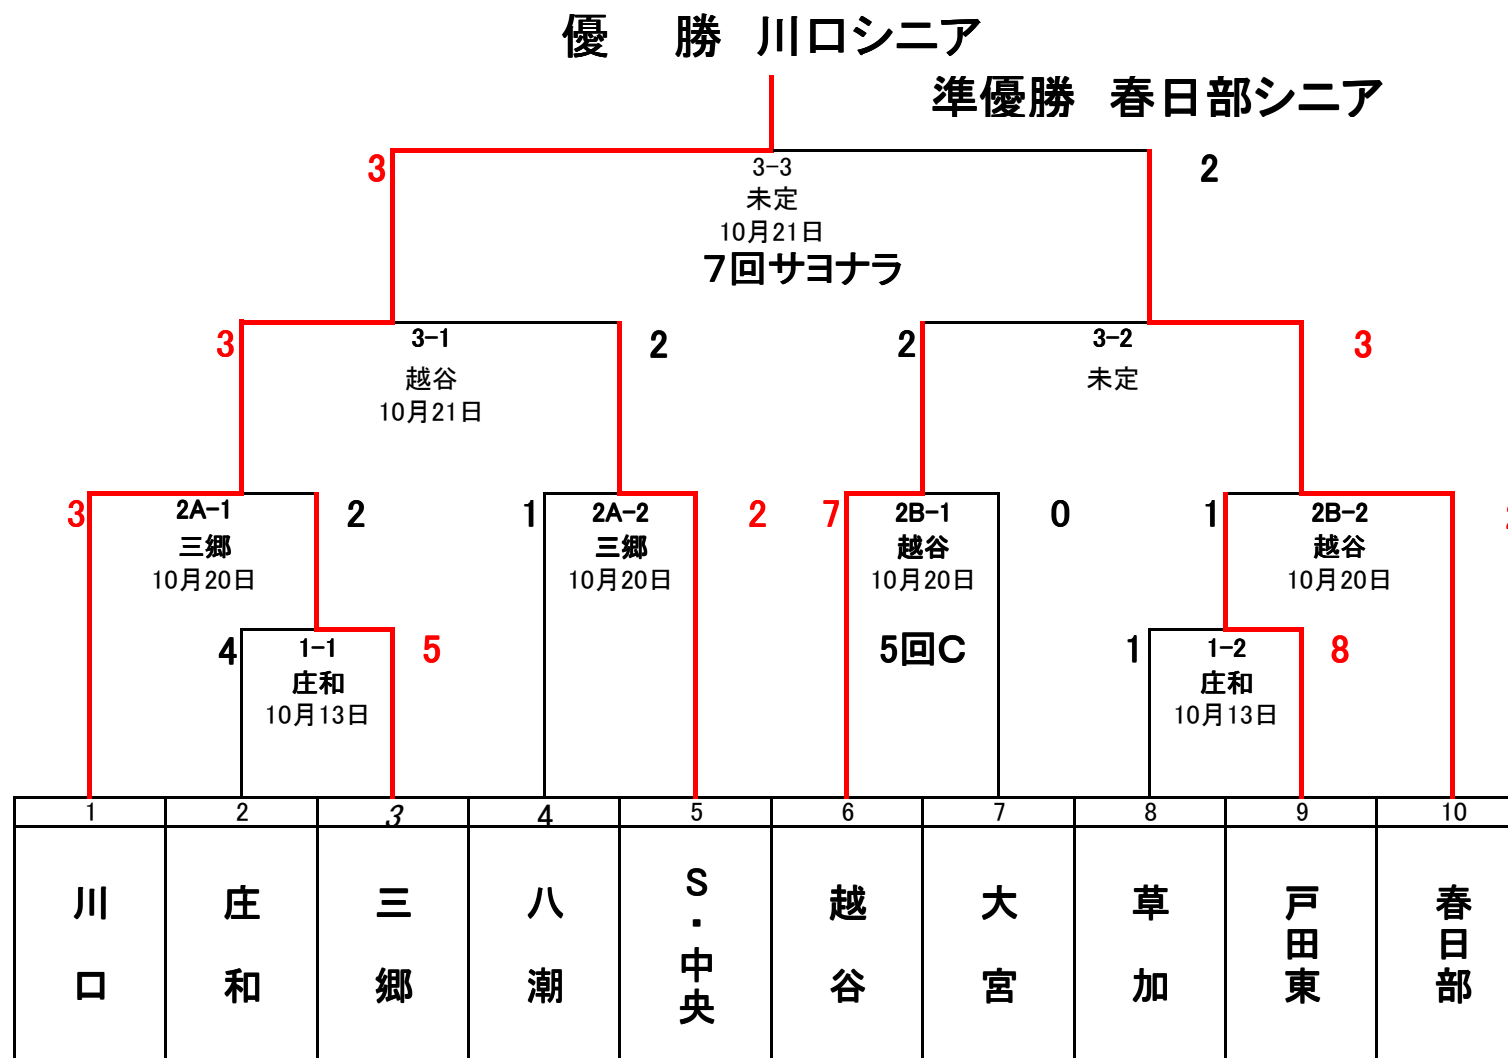 優　勝　川口シニア
準優勝　春日部シニア
3
3-3
2
未定
10月21日
7回サヨナラ
3
3-1
2
2
3-2
3
越谷
未定
10月21日
3
2A-1
2
1
2A-2
2
7
2B-1
0
1
2B-2
三郷
三郷
越谷
越谷
10月20日
10月20日
10月20日
10月20日
4
1-1
5
5回C
1
1-2
8
庄和
庄和
10月13日
10月13日
1
2
3
4
5
6
7
8
9
10
川口
庄和
三郷
八潮
S・中央
越谷
大宮
草加
戸田東
春日部